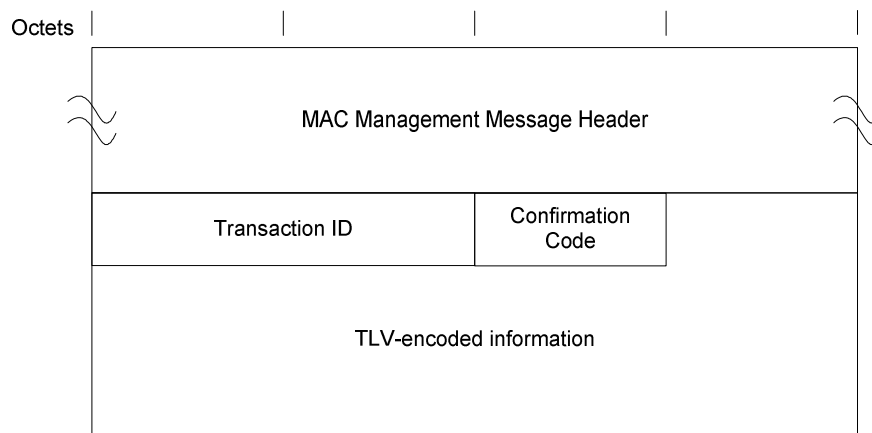 Octets
MAC Management Message Header
Transaction ID
Confirmation
Code
TLV-encoded information